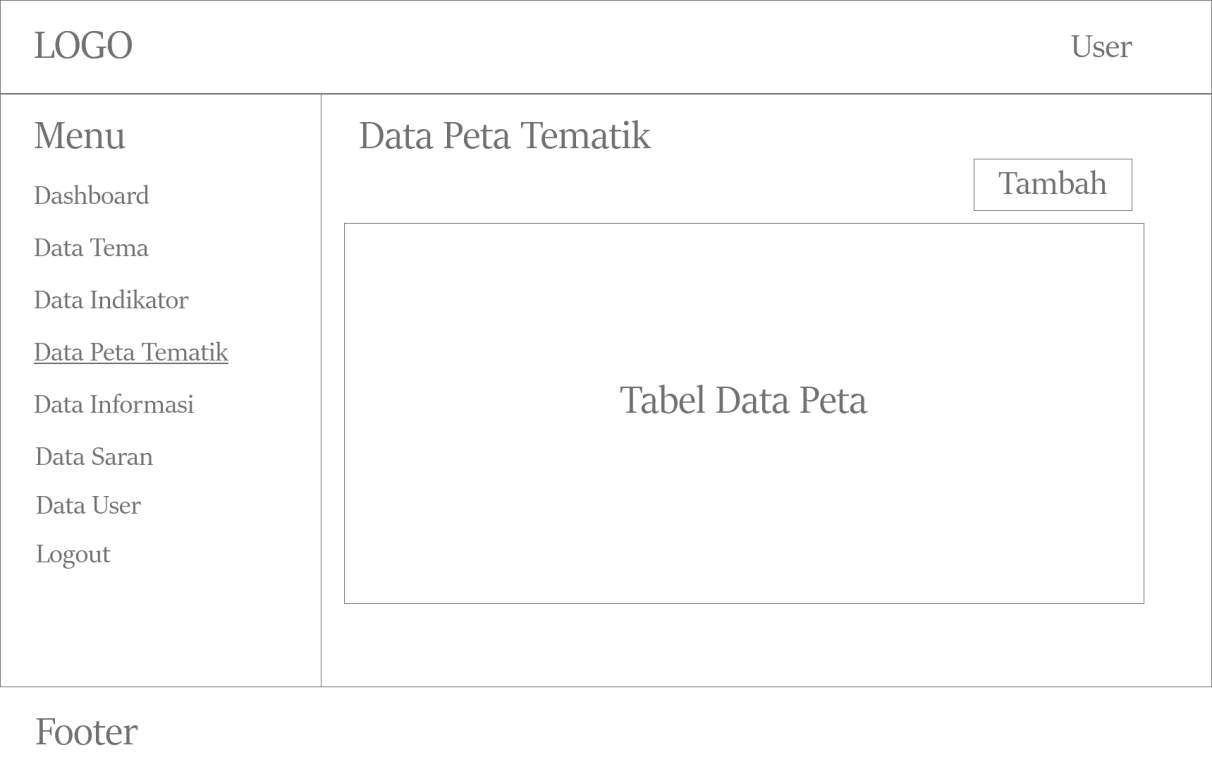 LOGO
User
Menu
Dashboard
Data Tema
Data Indikator
Data Peta Tematik
Data Informasi
Data Saran
Data User
Logout
Data Peta Tematik
Tambah
Tabel Data Peta
Footer